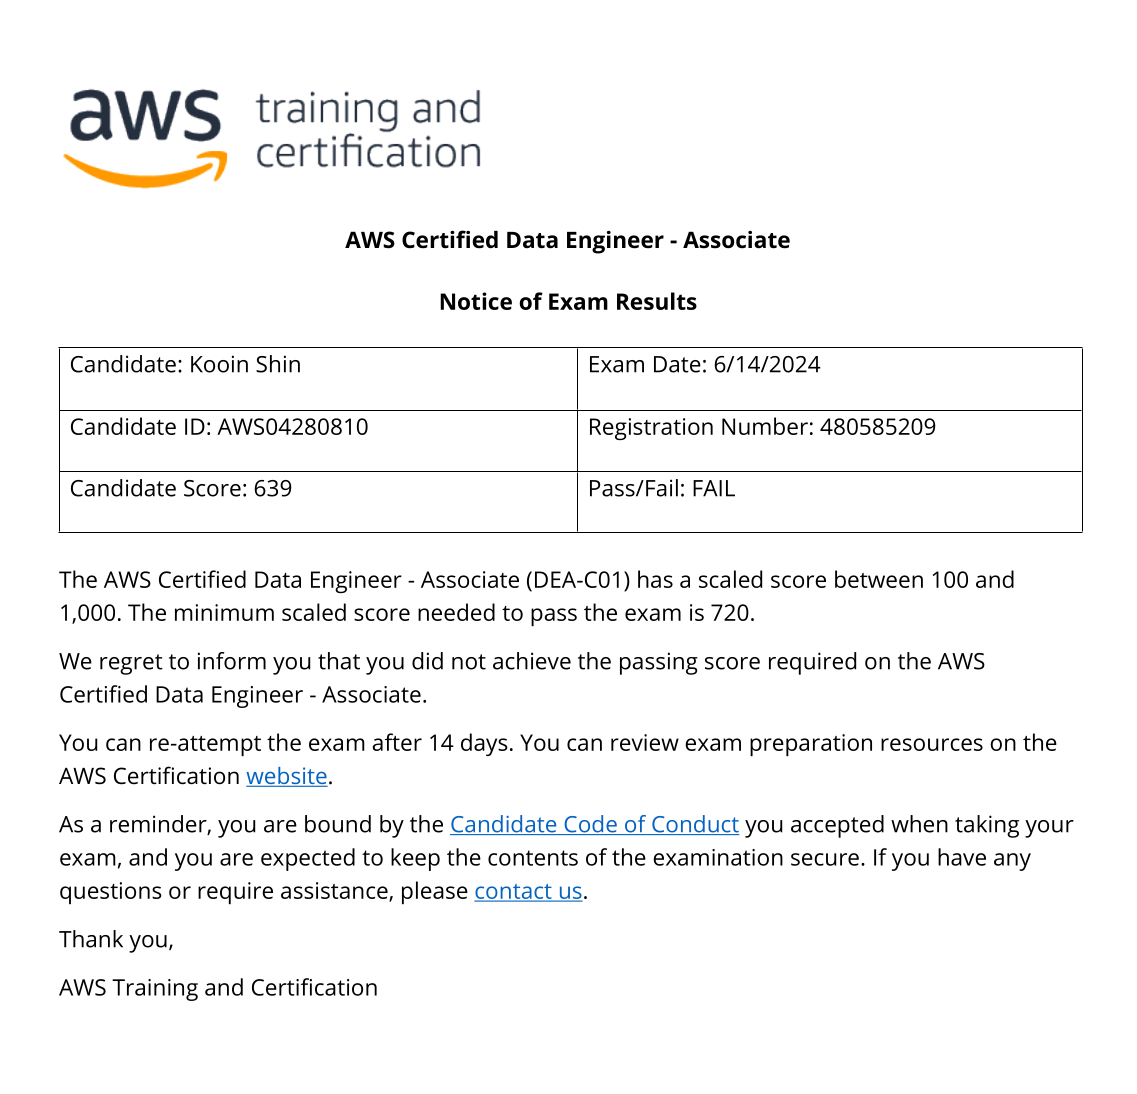 aws training and
certification
AWS Certified Data Engineer - Associate
Notice of Exam Results
Candidate: Kooin Shin
Exam Date: 6/14/2024
Candidate ID: AWS04280810
Registration Number: 480585209
Candidate Score: 639
Pass/Fail: FAIL
The AWS Certified Data Engineer - Associate (DEA-C01) has a scaled score between 100 and
1,000. The minimum scaled score needed to pass the exam is 720.
We regret to inform you that you did not achieve the passing score required on the AWS
Certified Data Engineer - Associate.
You can re-attempt the exam after 14 days. You can review exam preparation resources on the
AWS Certification website.
As a reminder, you are bound by the Candidate Code of Conduct you accepted when taking your
exam, and you are expected to keep the contents of the examination secure. If you have any
questions or require assistance, please contact us.
Thank you,
AWS Training and Certification